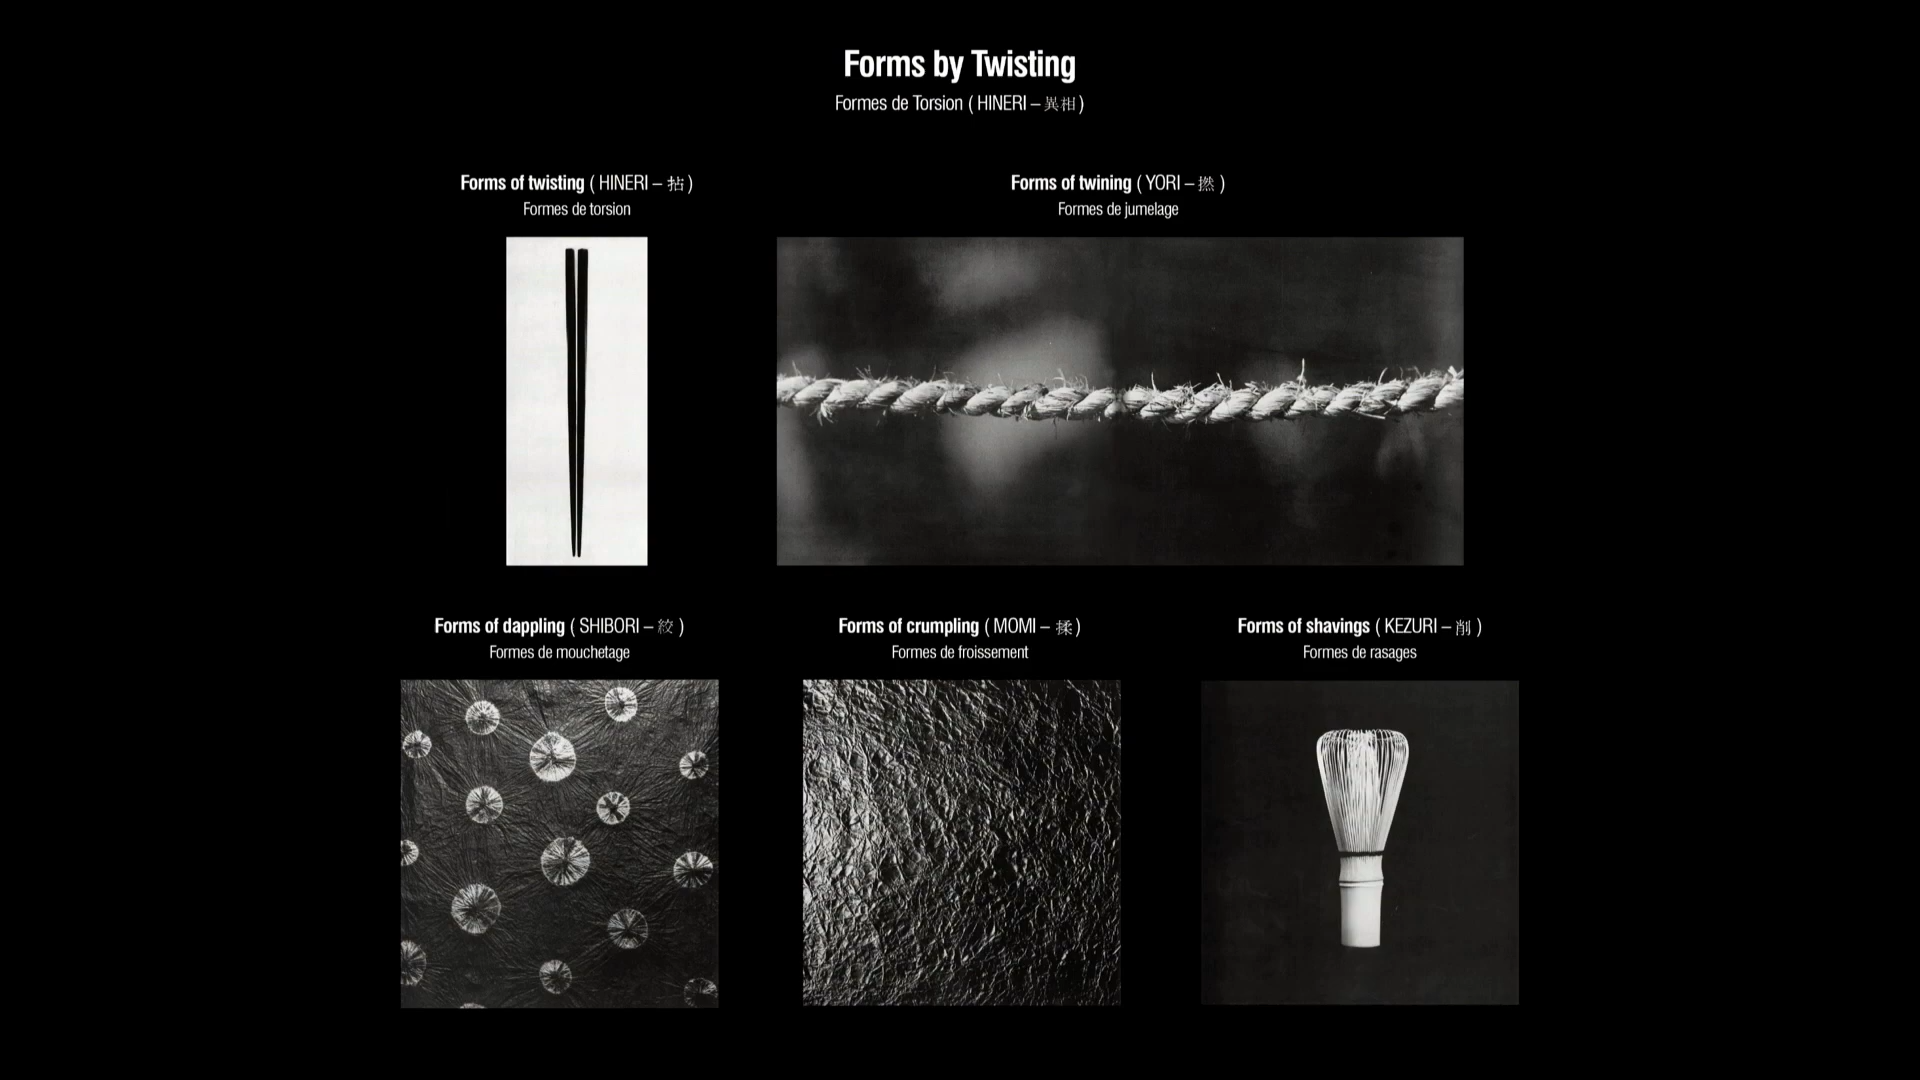 Forms by Twisting
Formes de Torsion ( HINERI – 異相 )
Forms of twisting ( HINERI – 拈 )
Formes de torsion
Forms of twining ( YORI – 撚 )
Formes de jumelage
Forms of dappling ( SHIBORI – 絞 )
Formes de mouchetage
Forms of crumpling ( MOMI – 揉 )
Formes de froissement
Forms of shavings ( KEZURI – 削 )
Formes de rasages